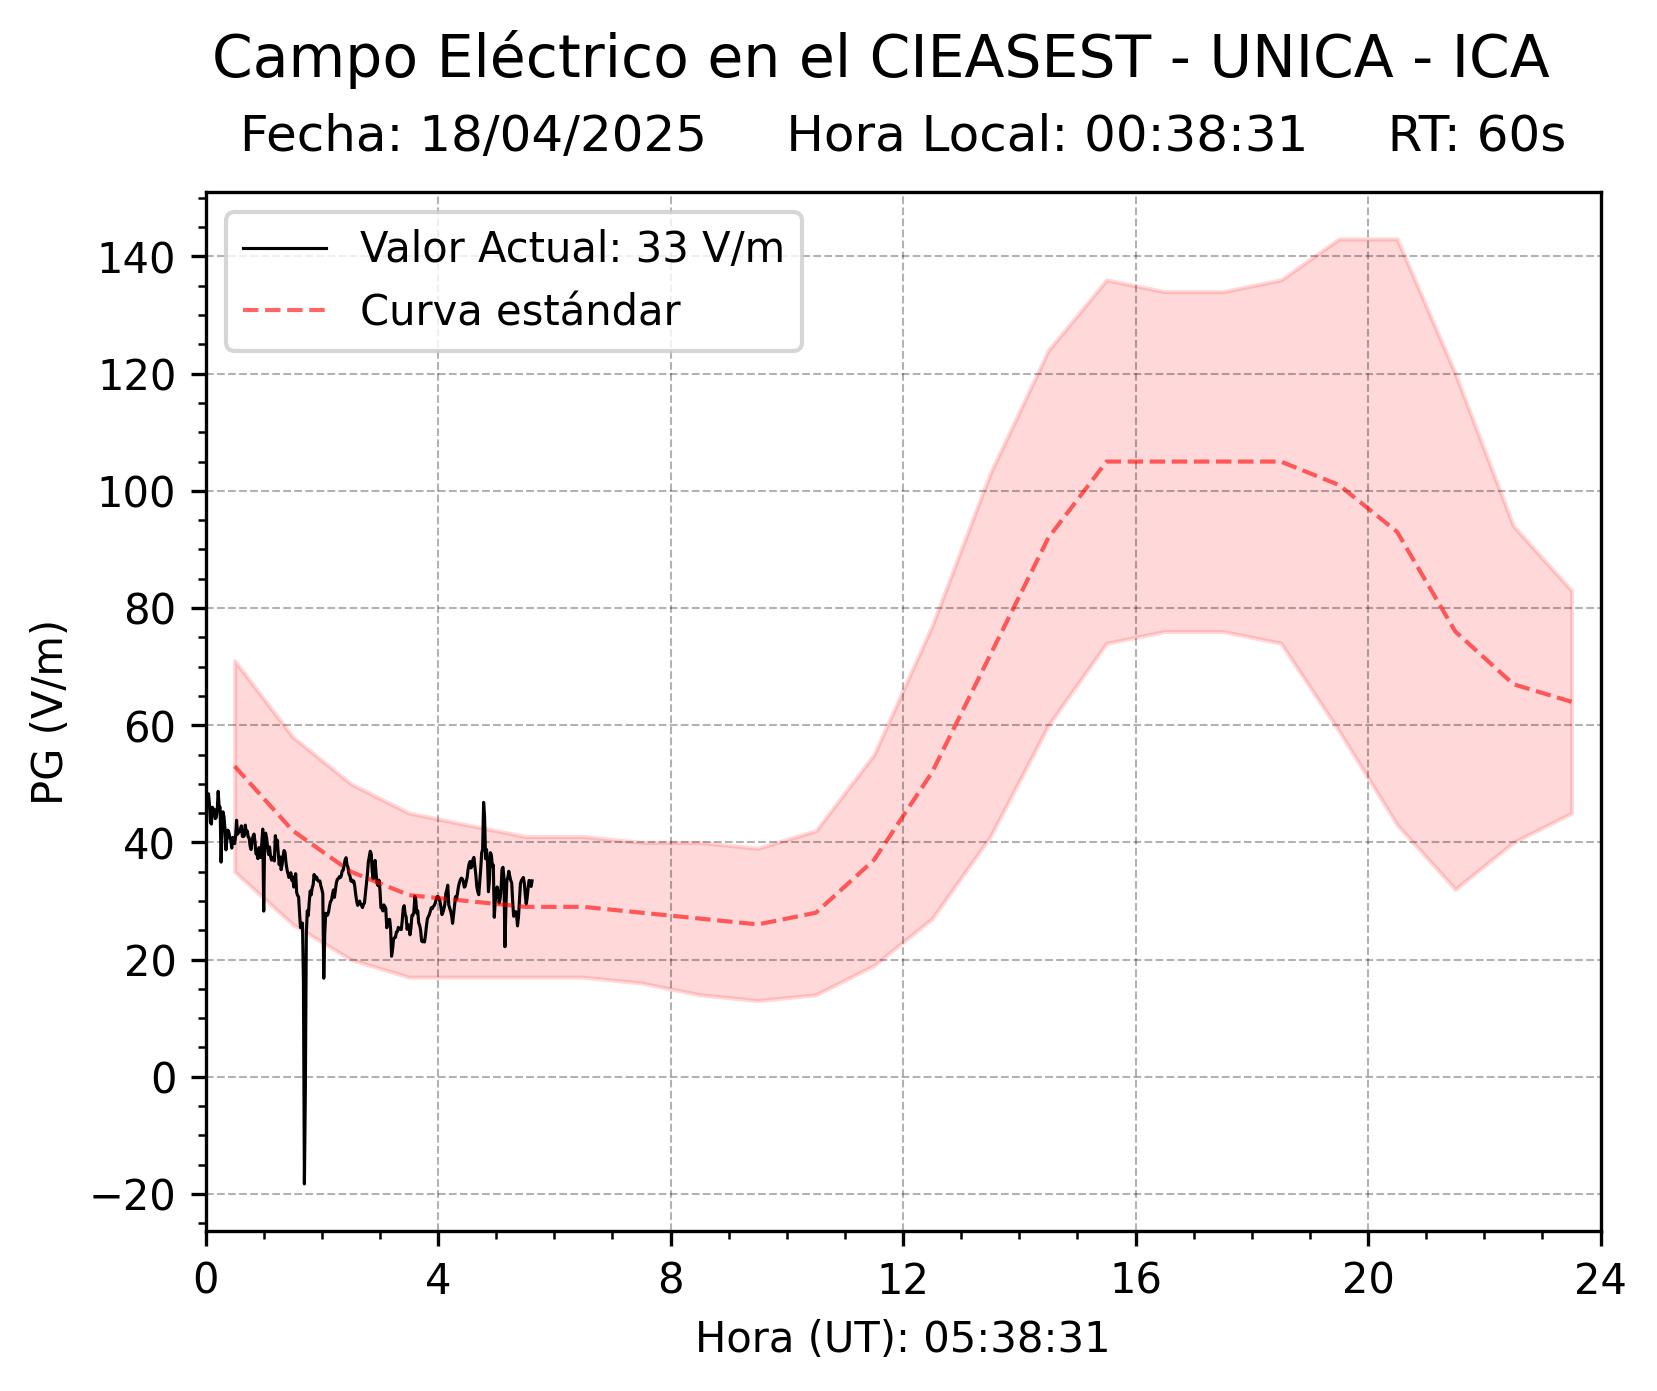 Campo Eléctrico en el CIEASEST - UNICA - ICA
Fecha: 18/04/2025 Hora Local: 00:38:31 RT: 60s
Valor Actual: 33 V/m
Curva estándar
140
120
100
80
60
40
20
0
−20
PG (V/m)
0 4 8 12 16 20 24
Hora (UT): 05:38:31